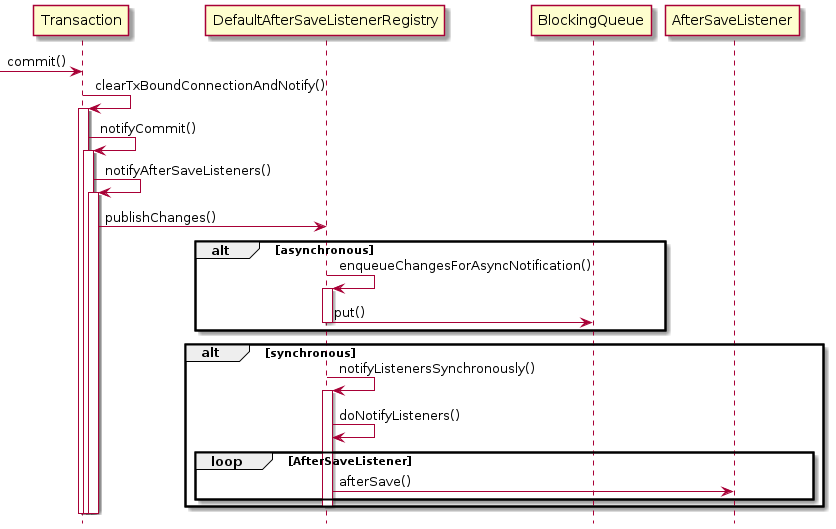 Transaction
DefaultAfterSaveListenerRegistry
BlockingQueue
AfterSaveListener
commit()
clearTxBoundConnectionAndNotify()
notifyCommit()
notifyAfterSaveListeners()
publishChanges()
alt [asynchronous]
enqueueChangesForAsyncNotification()
put()
alt [synchronous]
notifyListenersSynchronously()
doNotifyListeners()
loop [AfterSaveListener]
afterSave()